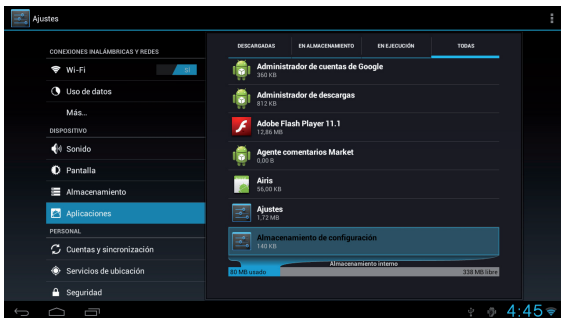 Ajustes
CONEXIONES INALÁMBRICAS Y REDES
Wi-Fi
SÍ
Uso de datos
Más...
DISPOSITIVO
Sonido
Pantalla
Almacenamiento
Aplicaciones
PERSONAL
Cuentas y sincronización
Servicios de ubicación
Seguridad
DESCARGADAS EN ALMACENAMIENTO EN EJECUCIÓN TODAS
Administrador de cuentas de Google
360 KB
Administrador de descargas
812 KB
Adobe Flash Player 11.1
12,86 MB
Agente comentarios Market
0,00 B
Airis
56,00 KB
Ajustes
1,72 MB
Almacenamiento de configuración
140 KB
Almacenamiento interno
80 MB usado 338 MB libre
4:45